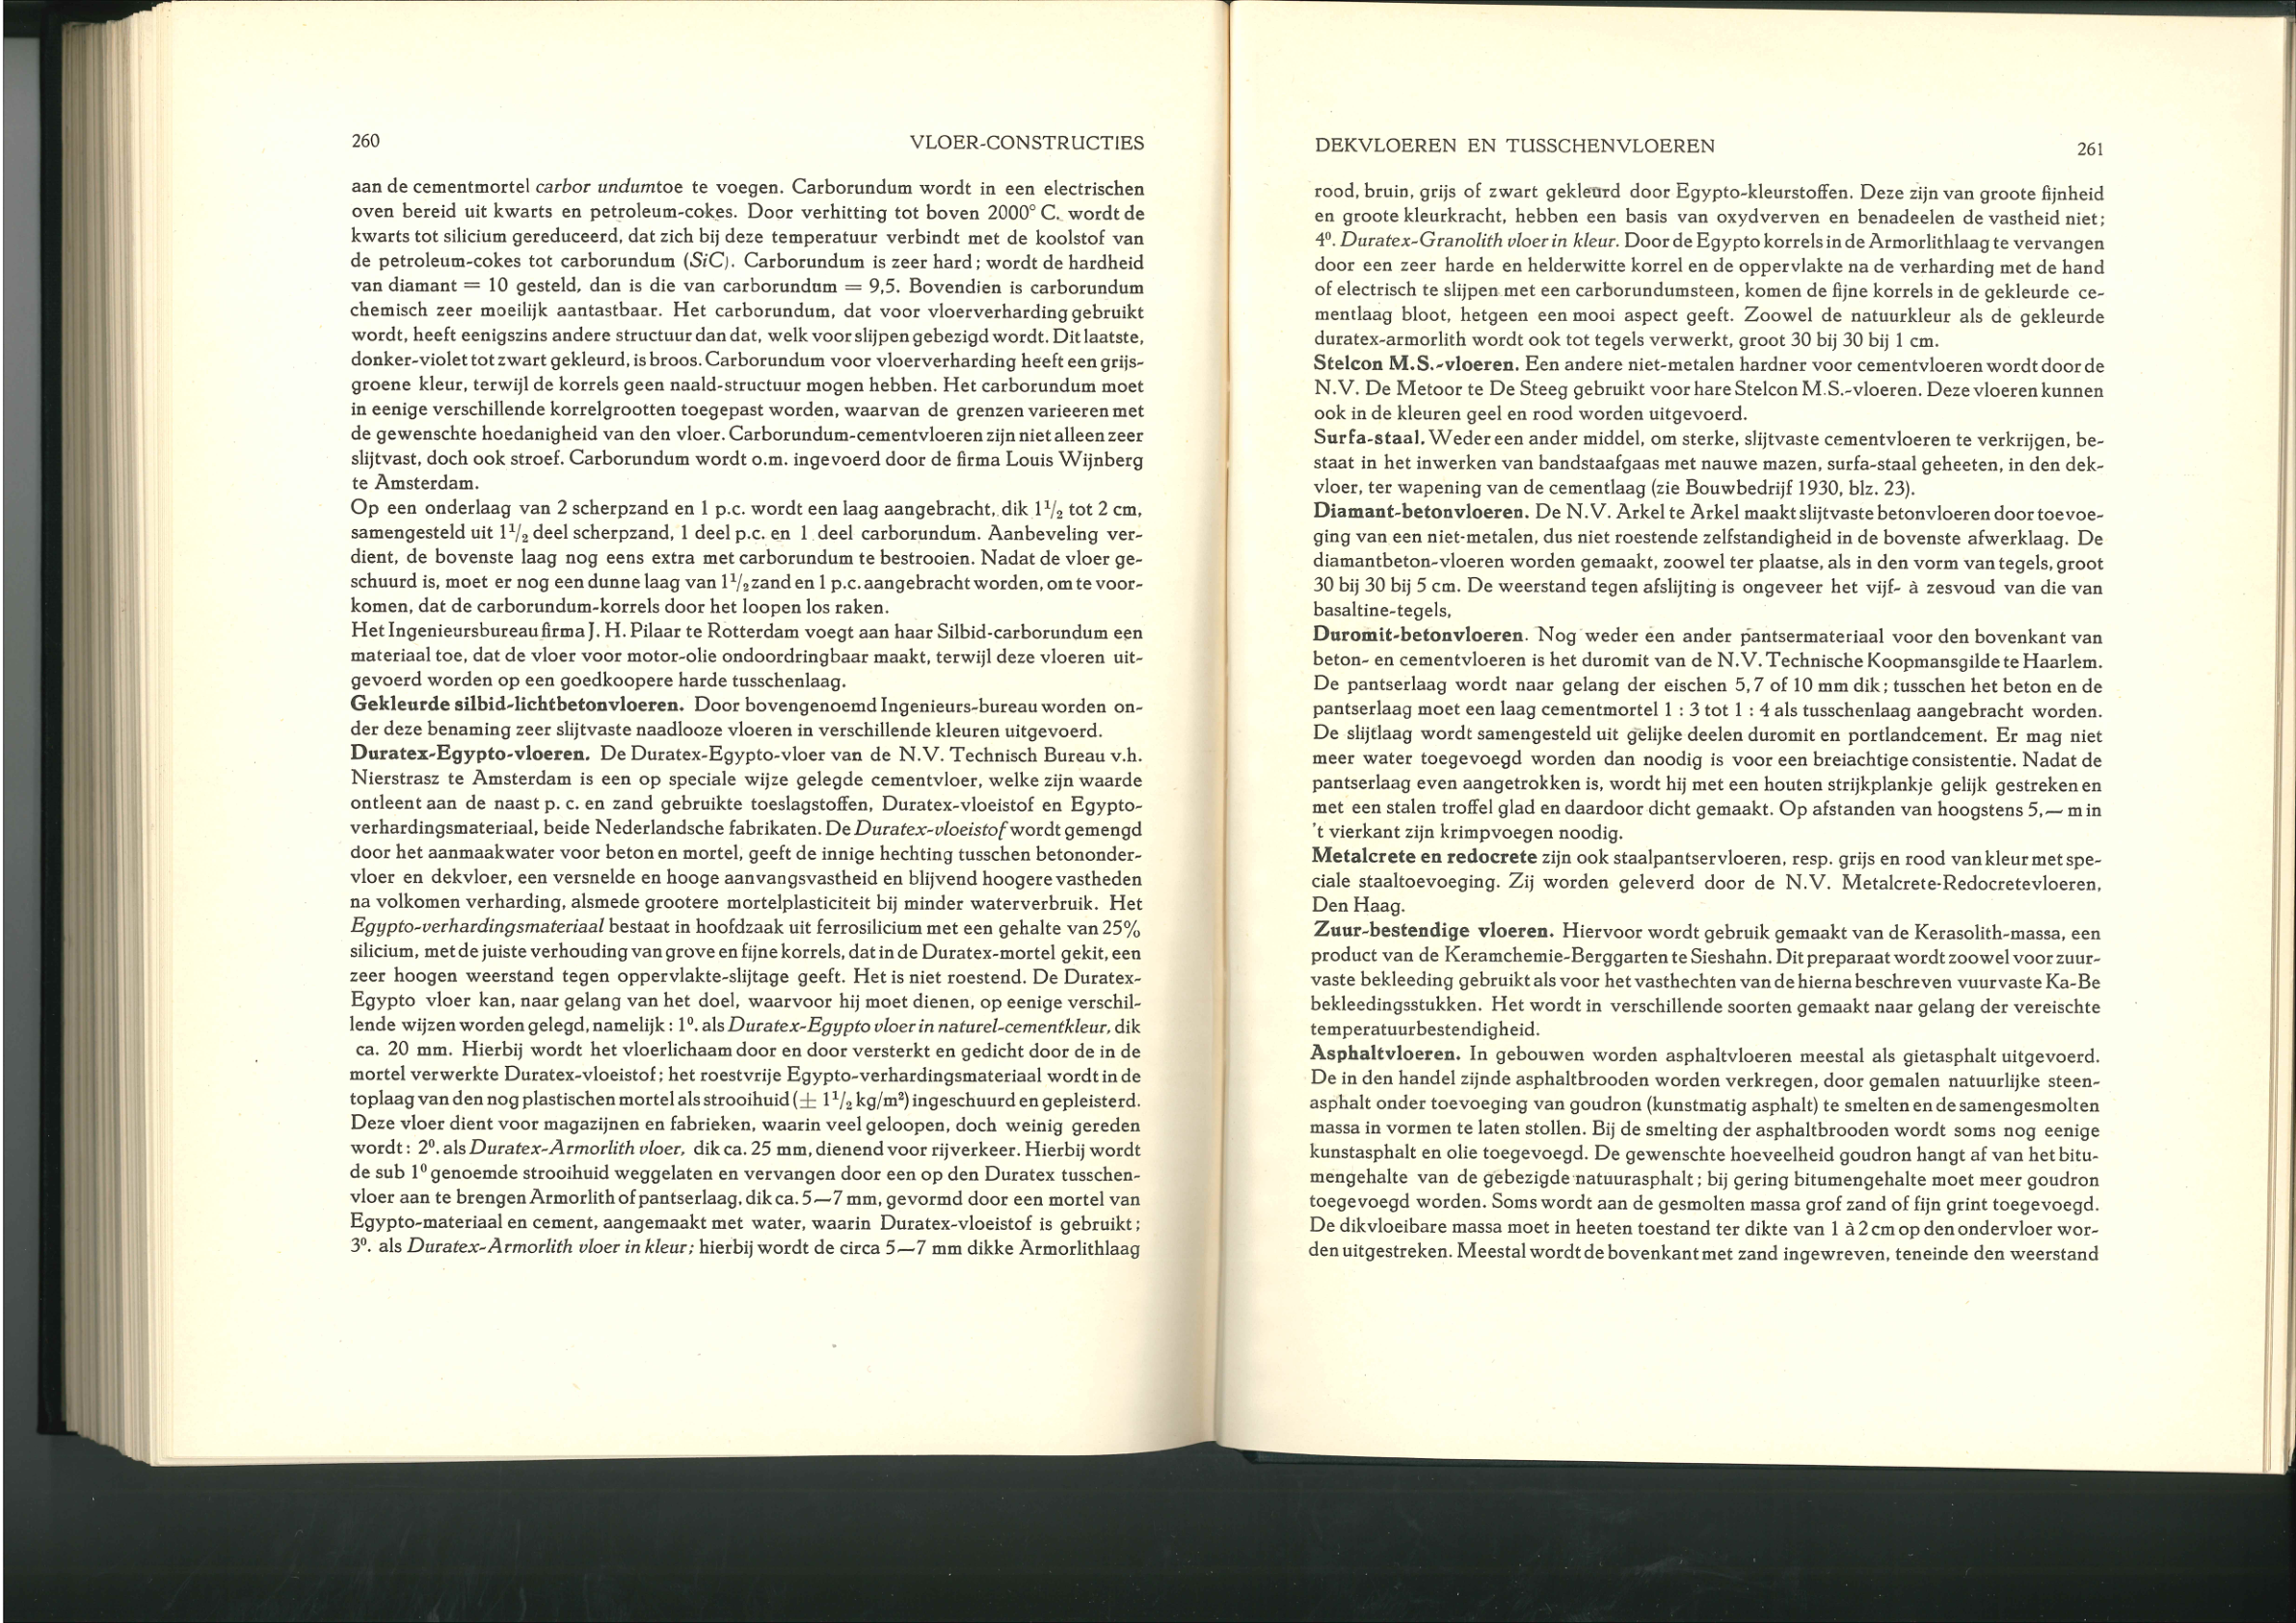 260
VLOER-CONSTRUCTIES
aan de cementmortel carbor undumtoe te voegen. Carborundum wordt in een electrischen
oven bereid uit kwarts en petroleum-cokes. Door verhitting tot boven 2000° C. wordt de
kwarts tot silicium gereduceerd, dat zich bij deze temperatuur verbindt met de koolstof van
de petroleum-cokes tot carborundum (SiC). Carborundum is zeer hard; wordt de hardheid
van diamant = 10 gesteld, dan is die van carborundum = 9,5. Bovendien is carborundum
chemisch zeer moeilijk aantastbaar. Het carborundum, dat voor vloerverharding gebruikt
wordt, heeft eenigszins andere structuur dan dat, welk voor slijpen gebezigd wordt. Dit laatste,
donker-violet tot zwart gekleurd, is broos. Carborundum voor vloerverharding heeft een grijs-
groene kleur, terwijl de korrels geen naald-structuur mogen hebben. Het carborundum moet
in eenige verschillende korrelgrootten toegepast worden, waarvan de grenzen varieeren met
de gewenschte hoedanigheid van den vloer. Carborundum-cementvloeren zijn niet alleen zeer
slijtvast, doch ook stroef. Carborundum wordt o.m. ingevoerd door de firma Louis Wijnberg
te Amsterdam.
Op een onderlaag van 2 scherpzand en 1 p.c. wordt een laag aangebracht, dik 1 1/2 tot 2 cm,
samengesteld uit 1 1/2 deel scherpzand, 1 deel p.c. en 1 deel carborundum. Aanbeveling ver-
dient, de bovenste laag nog eens extra met carborundum te bestrooien. Nadat de vloer ge-
schuurd is, moet er nog een dunne laag van 1 1/2 zand en 1 p.c. aangebracht worden, om te voor-
komen, dat de carborundum-korrels door het loopen los raken.
Het Ingenieursbureau firma J. H. Pilaar te Rotterdam voegt aan haar Silbid-carborundum een
materiaal toe, dat de vloer voor motor-olie ondoordringbaar maakt, terwijl deze vloeren uit-
gevoerd worden op een goedkoopere harde tusschenlaag.
Gekleurde silbid-lichtbetonvloeren. Door bovengenoemd Ingenieurs-bureau worden on-
der deze benaming zeer slijtvaste naadlooze vloeren in verschillende kleuren uitgevoerd.
Duratex-Egypto-vloeren. De Duratex-Egypto-vloer van de N.V. Technisch Bureau v.h.
Nierstrasz te Amsterdam is een op speciale wijze gelegde cementvloer, welke zijn waarde
ontleent aan de naast p. c. en zand gebruikte toeslagstoffen, Duratex-vloeistof en Egypto-
verhardingsmateriaal, beide Nederlandsche fabrikaten. De Duratex-vloeistof wordt gemengd
door het aanmaakwater voor beton en mortel, geeft de innige hechting tusschen betononder-
vloer en dekvloer, een versnelde en hooge aanvangsvastheid en blijvend hoogere vastheden
na volkomen verharding, alsmede grootere mortelplasticiteit bij minder waterverbruik. Het
Egypto-verhardingsmateriaal bestaat in hoofdzaak uit ferrosilicium met een gehalte van 25%
silicium, met de juiste verhouding van grove en fijne korrels, dat in de Duratex-mortel gekit, een
zeer hoogen weerstand tegen oppervlakte-slijtage geeft. Het is niet roestend. De Duratex-
Egypto vloer kan, naar gelang van het doel, waarvoor hij moet dienen, op eenige verschil-
lende wijzen worden gelegd, namelijk: 1º. als Duratex-Egypto vloer in naturel-cementkleur, dik
ca. 20 mm. Hierbij wordt het vloerlichaam door en door versterkt en gedicht door de in de
mortel verwerkte Duratex-vloeistof; het roestvrije Egypto-verhardingsmateriaal wordt in de
toplaag van den nog plastischen mortel als strooihuid (± 1 1/2 kg/m²) ingeschuurd en gepleisterd.
Deze vloer dient voor magazijnen en fabrieken, waarin veel geloopen, doch weinig gereden
wordt: 2º. als Duratex-Armorlith vloer, dik ca. 25 mm, dienend voor rijverkeer. Hierbij wordt
de sub 1º genoemde strooihuid weggelaten en vervangen door een op den Duratex tusschen-
vloer aan te brengen Armorlith of pantserlaag, dik ca. 5—7 mm, gevormd door een mortel van
Egypto-materiaal en cement, aangemaakt met water, waarin Duratex-vloeistof is gebruikt;
3º. als Duratex-Armorlith vloer in kleur; hierbij wordt de circa 5—7 mm dikke Armorlithlaag
DEKVLOEREN EN TUSSCHENVLOEREN
261
rood, bruin, grijs of zwart gekleurd door Egypto-kleurstoffen. Deze zijn van groote fijnheid
en groote kleurkracht, hebben een basis van oxydverven en benadeelen de vastheid niet;
4º. Duratex-Granolith vloer in kleur. Door de Egypto korrels in de Armorlithlaag te vervangen
door een zeer harde en helderwitte korrel en de oppervlakte na de verharding met de hand
of electrisch te slijpen met een carborundumsteen, komen de fijne korrels in de gekleurde ce-
mentlaag bloot, hetgeen een mooi aspect geeft. Zoowel de natuurkleur als de gekleurde
duratex-armorlith wordt ook tot tegels verwerkt, groot 30 bij 30 bij 1 cm.
Stelcon M.S.-vloeren. Een andere niet-metalen hardner voor cementvloeren wordt door de
N.V. De Metoor te De Steeg gebruikt voor hare Stelcon M.S.-vloeren. Deze vloeren kunnen
ook in de kleuren geel en rood worden uitgevoerd.
Surfa-staal. Weder een ander middel, om sterke, slijtvaste cementvloeren te verkrijgen, be-
staat in het inwerken van bandstaafgaas met nauwe mazen, surfa-staal geheeten, in den dek-
vloer, ter wapening van de cementlaag (zie Bouwbedrijf 1930, blz. 23).
Diamant-betonvloeren. De N.V. Arkel te Arkel maakt slijtvaste betonvloeren door toevoe-
ging van een niet-metalen, dus niet roestende zelfstandigheid in de bovenste afwerklaag. De
diamantbeton-vloeren worden gemaakt, zoowel ter plaatse, als in den vorm van tegels, groot
30 bij 30 bij 5 cm. De weerstand tegen afslijting is ongeveer het vijf- à zesvoud van die van
basaltine-tegels,
Duromit-betonvloeren. Nog weder een ander pantsermateriaal voor den bovenkant van
beton- en cementvloeren is het duromit van de N.V. Technische Koopmansgilde te Haarlem.
De pantserlaag wordt naar gelang der eischen 5,7 of 10 mm dik; tusschen het beton en de
pantserlaag moet een laag cementmortel 1 : 3 tot 1 : 4 als tusschenlaag aangebracht worden.
De slijtlaag wordt samengesteld uit gelijke deelen duromit en portlandcement. Er mag niet
meer water toegevoegd worden dan noodig is voor een breiachtige consistentie. Nadat de
pantserlaag even aangetrokken is, wordt hij met een houten strijkplankje gelijk gestreken en
met een stalen troffel glad en daardoor dicht gemaakt. Op afstanden van hoogstens 5,— m in
't vierkant zijn krimpvoegen noodig.
Metalcrete en redocrete zijn ook staalpantservloeren, resp. grijs en rood van kleur met spe-
ciale staaltoevoeging. Zij worden geleverd door de N.V. Metalcrete-Redocretevloeren,
Den Haag.
Zuur-bestendige vloeren. Hiervoor wordt gebruik gemaakt van de Kerasolith-massa, een
product van de Keramchemie-Berggarten te Sieshahn. Dit preparaat wordt zoowel voor zuur-
vaste bekleeding gebruikt als voor het vasthechten van de hierna beschreven vuurvaste Ka-Be
bekleedingsstukken. Het wordt in verschillende soorten gemaakt naar gelang der vereischte
temperatuurbestendigheid.
Asphaltvloeren. In gebouwen worden asphaltvloeren meestal als gietasphalt uitgevoerd.
De in den handel zijnde asphaltbrooden worden verkregen, door gemalen natuurlijke steen-
asphalt onder toevoeging van goudron (kunstmatig asphalt) te smelten en de samengesmolten
massa in vormen te laten stollen. Bij de smelting der asphaltbrooden wordt soms nog eenige
kunstasphalt en olie toegevoegd. De gewenschte hoeveelheid goudron hangt af van het bitu-
mengehalte van de gebezigde natuurasphalt; bij gering bitumengehalte moet meer goudron
toegevoegd worden. Soms wordt aan de gesmolten massa grof zand of fijn grint toegevoegd.
De dikvloeibare massa moet in heeten toestand ter dikte van 1 à 2 cm op den ondervloer wor-
den uitgestreken. Meestal wordt de bovenkant met zand ingewreven, teneinde den weerstand